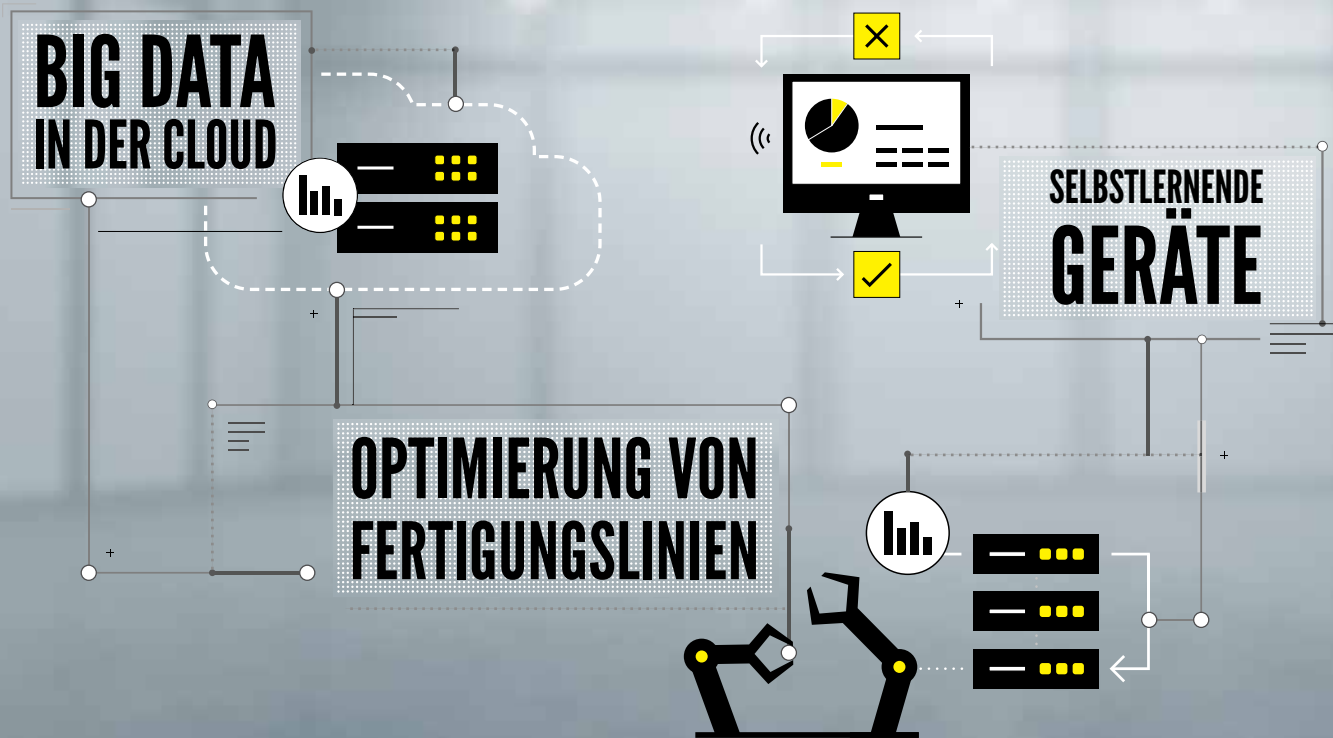 BIG DATA
IN DER CLOUD
SELBSTLERNENDE
GERÄTE
OPTIMIERUNG VON
FERTIGUNGSLINIEN